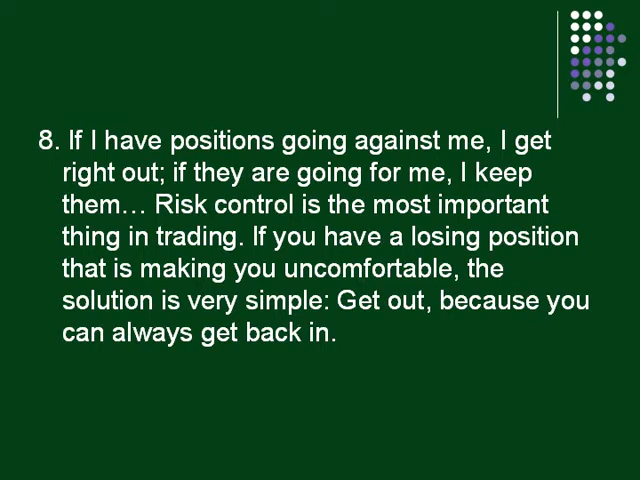 8. If I have positions going against me, I get
right out; if they are going for me, I keep
them… Risk control is the most important
thing in trading. If you have a losing position
that is making you uncomfortable, the
solution is very simple: Get out, because you
can always get back in.